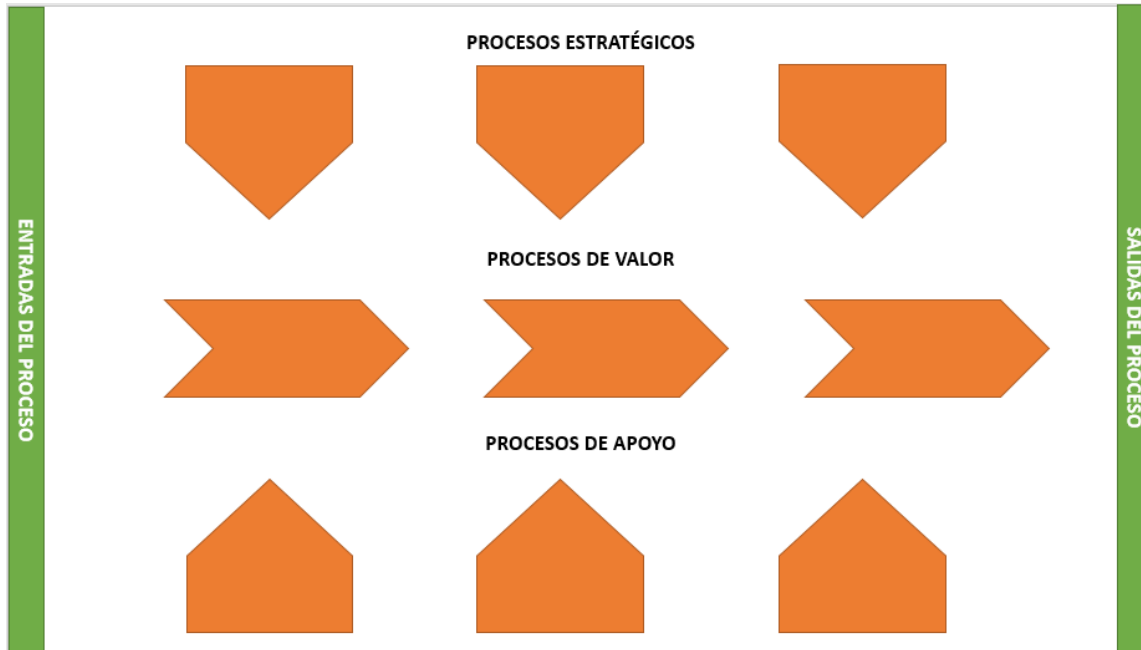 PROCESOS ESTRATÉGICOS
ENTRADAS DEL PROCESO
PROCESOS DE VALOR
PROCESOS DE APOYO
SALIDAS DEL PROCESO